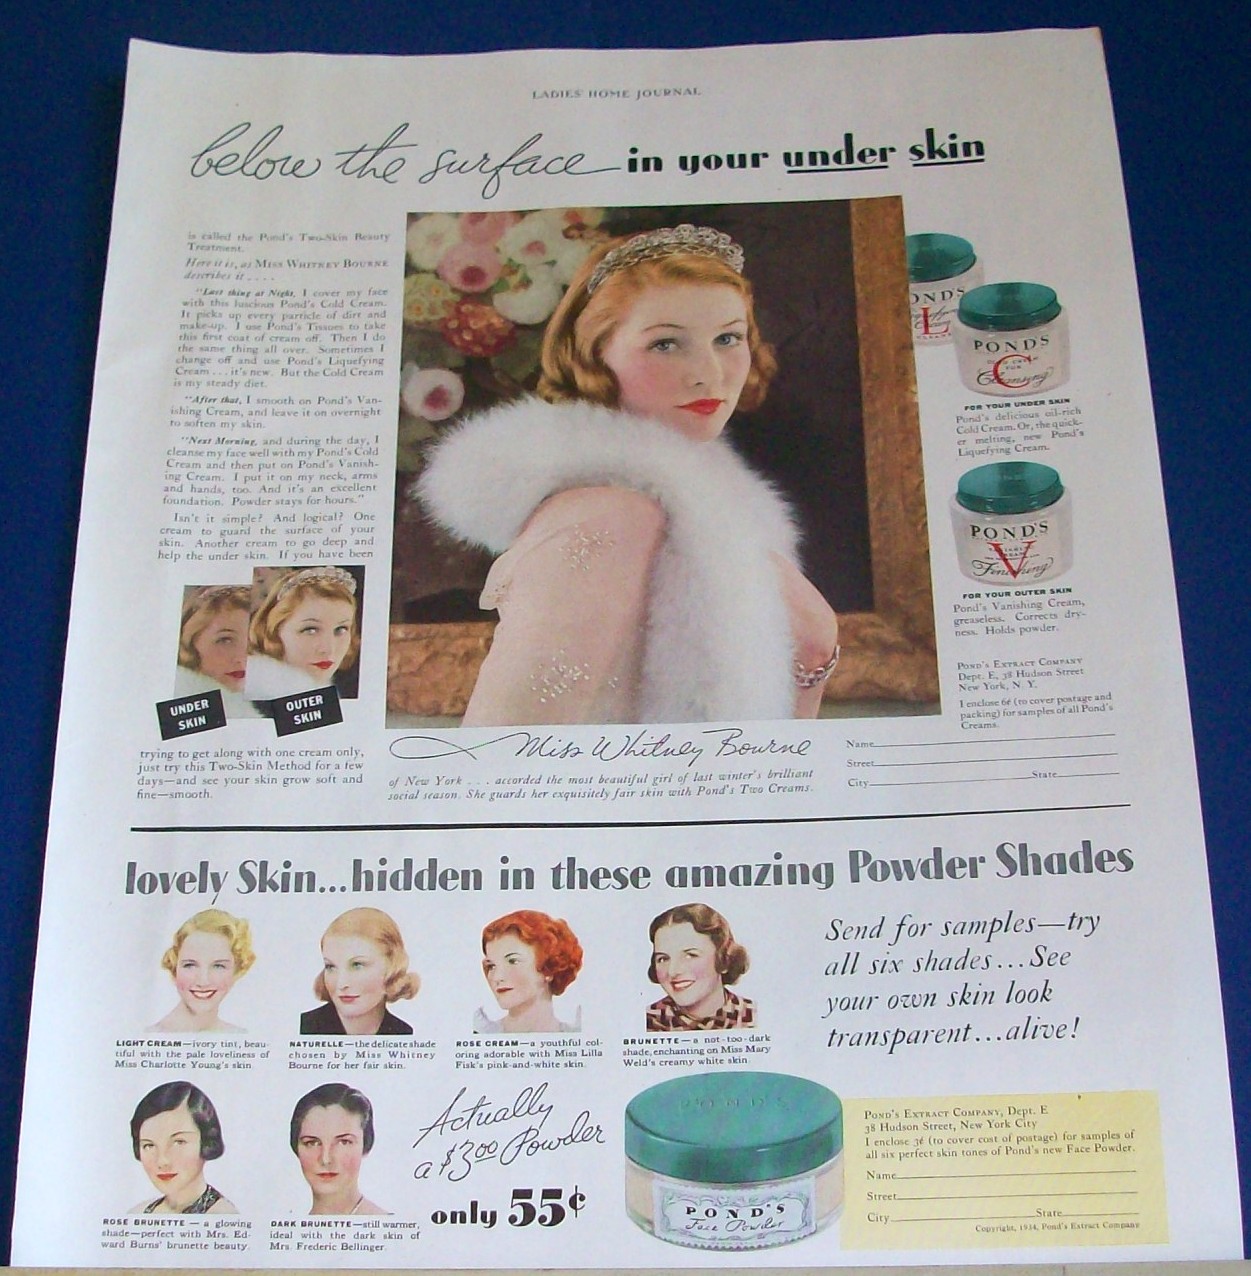 LADIES' HOME JOURNAL
below the surface in your under skin
is called the Pond's Two-Skin Beauty
Treatment.
Here it is, as MISS WHITNEY BOURNE
describes it . . . .
"Last thing at Night, I cover my face
with this luscious Pond's Cold Cream.
It picks up every particle of dirt and
make-up. I use Pond's Tissues to take
this first coat of cream off. Then I do
the same thing all over. Sometimes I
change off and use Pond's Liquefying
Cream . . . it's new. But the Cold Cream
is my steady diet.
"After that, I smooth on Pond's Van-
ishing Cream, and leave it on overnight
to soften my skin.
"Next Morning, and during the day, I
cleanse my face well with my Pond's Cold
Cream and then put on Pond's Vanish-
ing Cream. I put it on my neck, arms
and hands, too. And it's an excellent
foundation. Powder stays for hours."
Isn't it simple? And logical? One
cream to guard the surface of your
skin. Another cream to go deep and
help the under skin. If you have been
UNDER
SKIN
OUTER
SKIN
trying to get along with one cream only,
just try this Two-Skin Method for a few
days—and see your skin grow soft and
fine—smooth.
Miss Whitney Bourne
of New York . . . accorded the most beautiful girl of last winter's brilliant
social season. She guards her exquisitely fair skin with Pond's Two Creams.
OND'S
L
POND'S
C
Cleansing
FOR YOUR UNDER SKIN
Pond's delicious oil-rich
Cold Cream. Or, the quick-
er melting, new Pond's
Liquefying Cream.
POND'S
V
Finishing
FOR YOUR OUTER SKIN
Pond's Vanishing Cream,
greaseless. Corrects dry-
ness. Holds powder.
POND'S EXTRACT COMPANY
Dept. E, 38 Hudson Street
New York, N. Y.
I enclose 6¢ (to cover postage and
packing) for samples of all Pond's
Creams.
Name
Street
City State
lovely Skin...hidden in these amazing Powder Shades
LIGHT CREAM—ivory tint, beau-
tiful with the pale loveliness of
Miss Charlotte Young's skin
NATURELLE—the delicate shade
chosen by Miss Whitney
Bourne for her fair skin.
ROSE CREAM—a youthful col-
oring adorable with Miss Lilla
Fisk's pink-and-white skin.
BRUNETTE—a not-too-dark
shade, enchanting on Miss Mary
Weld's creamy white skin
Send for samples—try
all six shades...See
your own skin look
transparent...alive!
ROSE BRUNETTE — a glowing
shade—perfect with Mrs. Ed-
ward Burns' brunette beauty.
DARK BRUNETTE—still warmer,
ideal with the dark skin of
Mrs. Frederic Bellinger.
Actually
a $3.00 Powder
only 55¢
POND'S
POND'S
Face Powder
POND'S EXTRACT COMPANY, Dept. E
38 Hudson Street, New York City
I enclose 3¢ (to cover cost of postage) for samples of
all six perfect skin tones of Pond's new Face Powder.
Name
Street
City State
Copyright, 1934, Pond's Extract Company